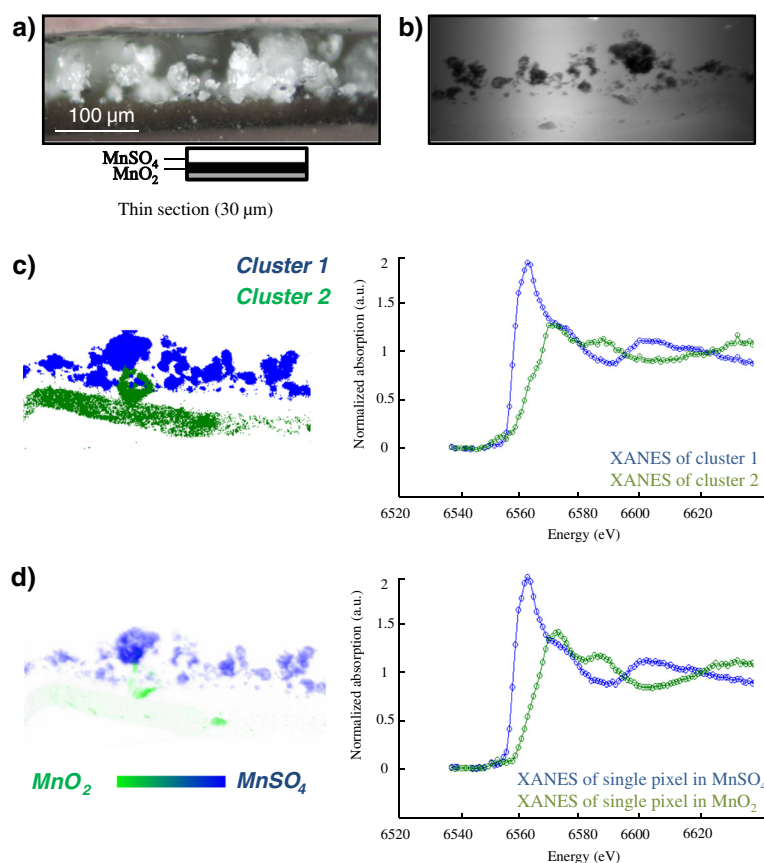 a)
b)
100 µm
MnSO4
MnO2
Thin section (30 µm)
c)
Cluster 1
Cluster 2
Normalized absorption (a.u.)
2
1.5
1
0.5
0
XANES of cluster 1
XANES of cluster 2
6520 6540 6560 6580 6600 6620
Energy (eV)
d)
MnO2
MnSO4
Normalized absorption (a.u.)
2
1.5
1
0.5
0
XANES of single pixel in MnSO4
XANES of single pixel in MnO2
6520 6540 6560 6580 6600 6620
Energy (eV)